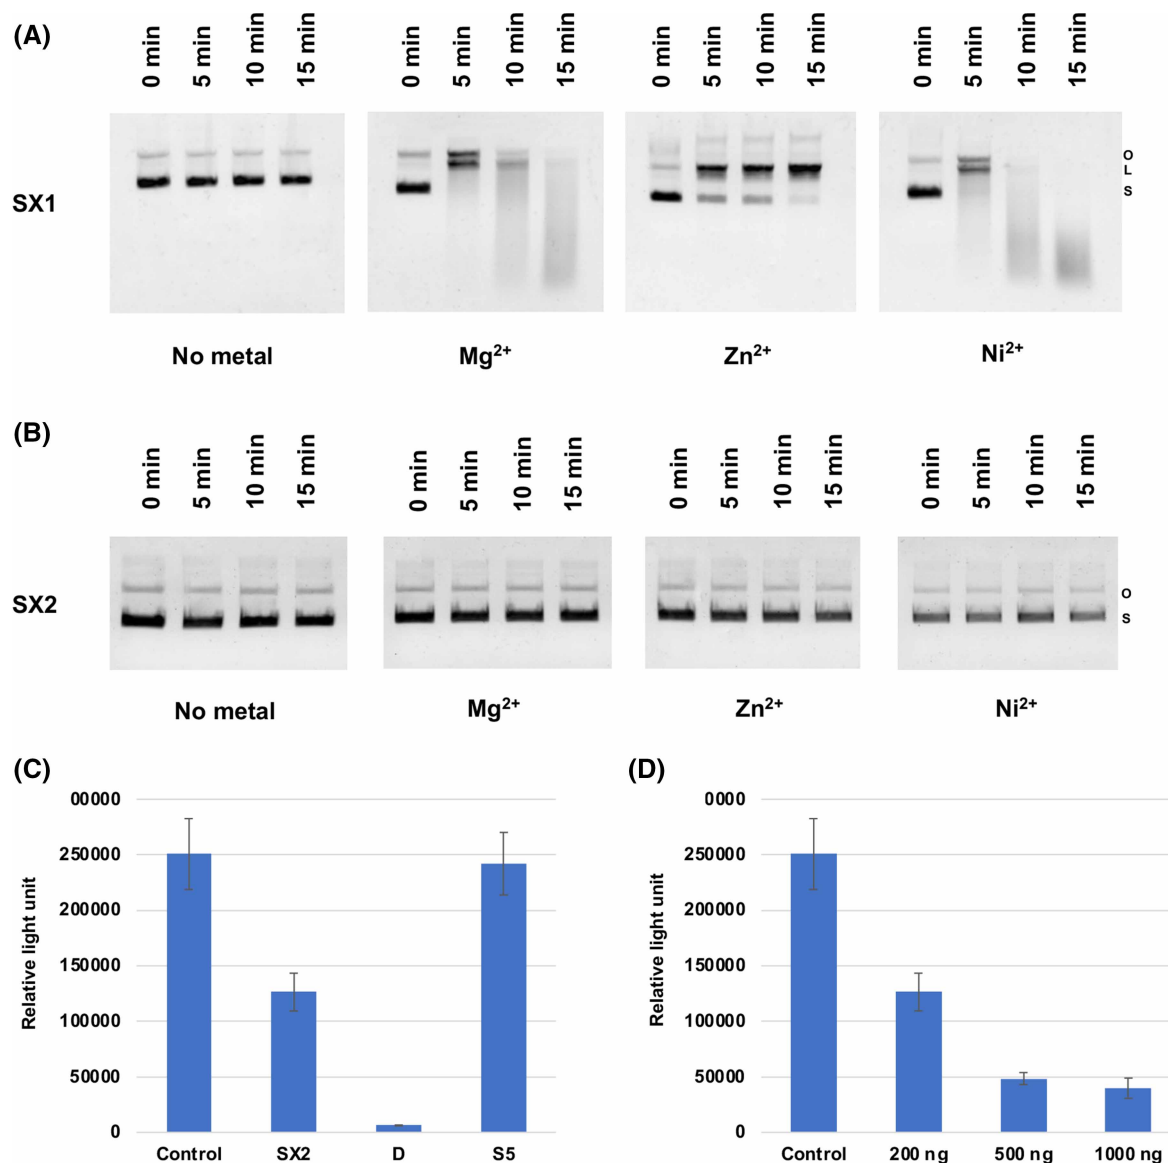 (A)
0 min 5 min 10 min 15 min 0 min 5 min 10 min 15 min 0 min 5 min 10 min 15 min 0 min 5 min 10 min 15 min
SX1
O
L
S
No metal Mg2+ Zn2+ Ni2+
(B)
0 min 5 min 10 min 15 min 0 min 5 min 10 min 15 min 0 min 5 min 10 min 15 min 0 min 5 min 10 min 15 min
SX2
O
S
No metal Mg2+ Zn2+ Ni2+
(C)
Relative light unit
00000
250000
200000
150000
100000
50000
0
Control SX2 D S5
(D)
Relative light unit
0000
250000
200000
150000
100000
50000
0
Control 200 ng 500 ng 1000 ng